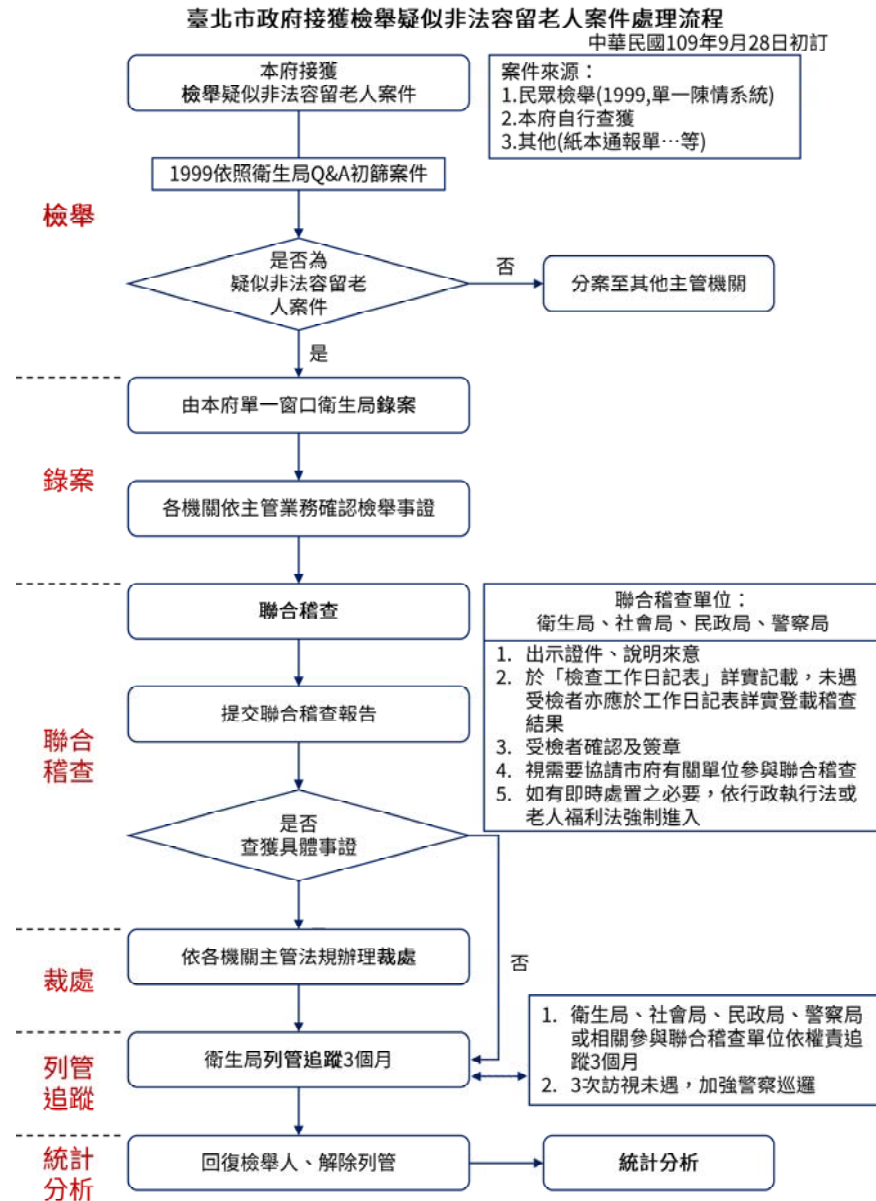 臺北市政府接獲檢舉疑似非法容留老人案件處理流程
中華民國109年9月28日初訂
本府接獲
檢舉疑似非法容留老人案件
案件來源：
1.民眾檢舉(1999,單一陳情系統)
2.本府自行查獲
3.其他(紙本通報單…等)
1999依照衛生局Q&A初篩案件
檢舉
是否為
疑似非法容留老
人案件
否
分案至其他主管機關
是
由本府單一窗口衛生局錄案
錄案
各機關依主管業務確認檢舉事證
聯合稽查
聯合稽查單位：
衛生局、社會局、民政局、警察局
1. 出示證件、說明來意
2. 於「檢查工作日記表」詳實記載，未遇
受檢者亦應於工作日記表詳實登載稽查
結果
3. 受檢者確認及簽章
4. 視需要協請市府有關單位參與聯合稽查
5. 如有即時處置之必要，依行政執行法或
老人福利法強制進入
提交聯合稽查報告
聯合
稽查
是否
查獲具體事證
依各機關主管法規辦理裁處
否
裁處
1. 衛生局、社會局、民政局、警察局
或相關參與聯合稽查單位依權責追
蹤3個月
2. 3次訪視未遇，加強警察巡邏
衛生局列管追蹤3個月
列管
追蹤
回復檢舉人、解除列管
統計分析
統計
分析